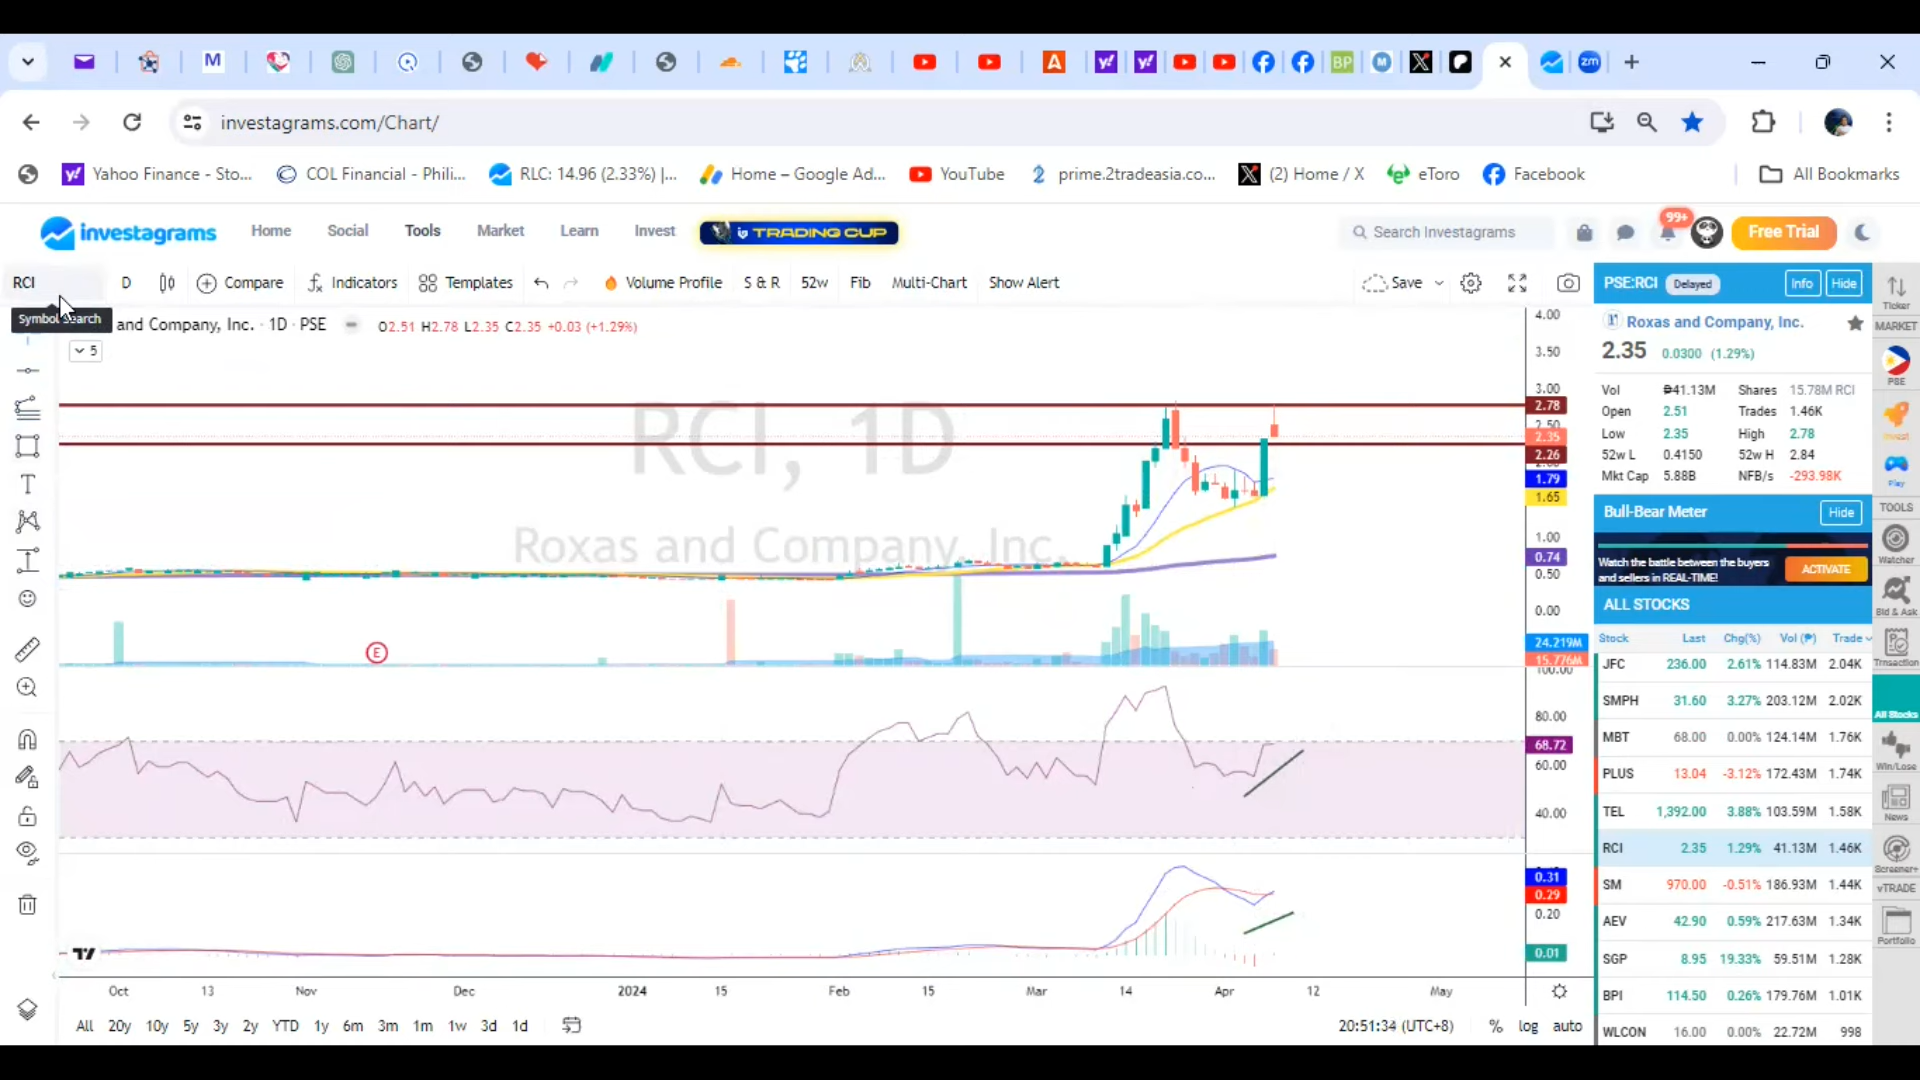 investagrams.com/Chart/
Yahoo Finance - Sto... COL Financial - Phili... RLC: 14.96 (2.33%) |... Home – Google Ad... YouTube prime.2tradeasia.co... (2) Home / X eToro Facebook All Bookmarks
investagrams Home Social Tools Market Learn Invest TRADING CUP Search Investagrams 99+ Free Trial
RCI D Compare Indicators Templates Volume Profile S & R 52w Fib Multi-Chart Show Alert Save
Symbol Search
and Company, Inc. · 1D · PSE O2.51 H2.78 L2.35 C2.35 +0.03 (+1.29%)
5
RCI, 1D
Roxas and Company, Inc.
E
4.00
3.50
3.00
2.78
2.50
2.35
2.26
1.79
1.65
1.00
0.74
0.50
0.00
24.219M
15.776M
100.00
80.00
68.72
60.00
40.00
0.31
0.29
0.20
0.01
Oct 13 Nov Dec 2024 15 Feb 15 Mar 14 Apr 12 May
All 20y 10y 5y 3y 2y YTD 1y 6m 3m 1m 1w 3d 1d 20:51:34 (UTC+8) % log auto
PSE:RCI Delayed Info Hide
Roxas and Company, Inc.
2.35 0.0300 (1.29%)
Vol ₱41.13M Shares 15.78M RCI
Open 2.51 Trades 1.46K
Low 2.35 High 2.78
52w L 0.4150 52w H 2.84
Mkt Cap 5.88B NFB/s -293.98K
Bull-Bear Meter Hide
Watch the battle between the buyers
and sellers in REAL-TIME! ACTIVATE
ALL STOCKS
Stock Last Chg(%) Vol (₱) Trade
JFC 236.00 2.61% 114.83M 2.04K
SMPH 31.60 3.27% 203.12M 2.02K
MBT 68.00 0.00% 124.14M 1.76K
PLUS 13.04 -3.12% 172.43M 1.74K
TEL 1,392.00 3.88% 103.59M 1.58K
RCI 2.35 1.29% 41.13M 1.46K
SM 970.00 -0.51% 186.93M 1.44K
AEV 42.90 0.59% 217.63M 1.34K
SGP 8.95 19.33% 59.51M 1.28K
BPI 114.50 0.26% 179.76M 1.01K
WLCON 16.00 0.00% 22.72M 998
Ticker
MARKET
PSE
Invest
Play
TOOLS
Watcher
Bid & Ask
Trnsaction
All Stocks
Win/Lose
News
Screener+
vTRADE
Portfolio